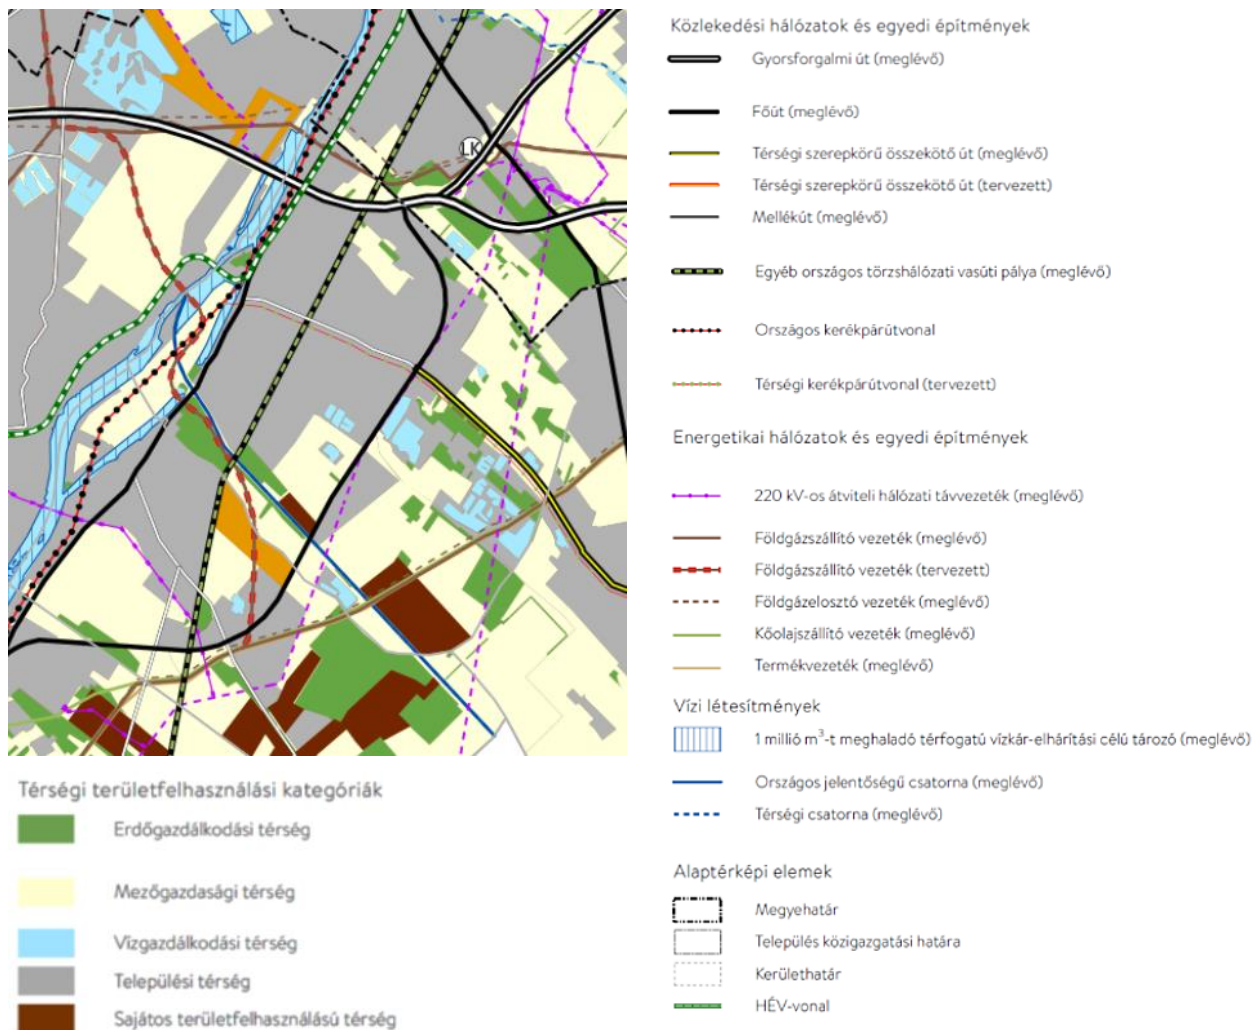 LK
Térségi területfelhasználási kategóriák
Erdőgazdálkodási térség
Mezőgazdasági térség
Vízgazdálkodási térség
Települési térség
Sajátos területfelhasználású térség
Közlekedési hálózatok és egyedi építmények
Gyorsforgalmi út (meglévő)
Főút (meglévő)
Térségi szerepkörű összekötő út (meglévő)
Térségi szerepkörű összekötő út (tervezett)
Mellékút (meglévő)
Egyéb országos törzshálózati vasúti pálya (meglévő)
Országos kerékpárútvonal
Térségi kerékpárútvonal (tervezett)
Energetikai hálózatok és egyedi építmények
220 kV-os átviteli hálózati távvezeték (meglévő)
Földgázszállító vezeték (meglévő)
Földgázszállító vezeték (tervezett)
Földgázelosztó vezeték (meglévő)
Kőolajszállító vezeték (meglévő)
Termékvezeték (meglévő)
Vízi létesítmények
1 millió m³-t meghaladó térfogatú vízkár-elhárítási célú tározó (meglévő)
Országos jelentőségű csatorna (meglévő)
Térségi csatorna (meglévő)
Alaptérképi elemek
Megyehatár
Település közigazgatási határa
Kerülethatár
HÉV-vonal